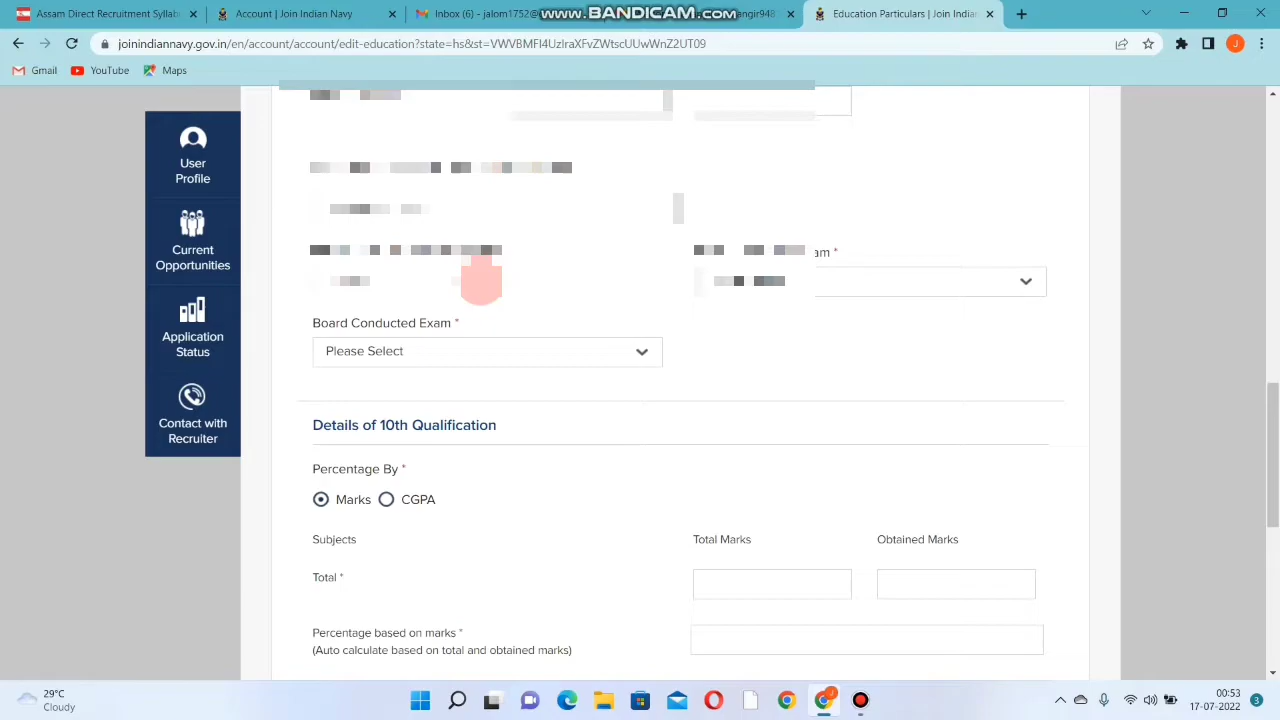 Assam Direct Recruitment Syllab
Account | Join Indian Navy
Inbox (6) - jalom1752@
www.BANDICAM.com
angir948
Education Particulars | Join Indian
joinindiannavy.gov.in/en/account/account/edit-education?state=hs&st=VWVBMFl4UzlraXFvZWtscUUwWnZ2UT09
J
Gmail
YouTube
Maps
User
Profile
Current
Opportunities
Application
Status
Contact with
Recruiter
am *
Board Conducted Exam *
Please Select
Details of 10th Qualification
Percentage By *
Marks
CGPA
Subjects
Total Marks
Obtained Marks
Total *
Percentage based on marks *
(Auto calculate based on total and obtained marks)
29°C
Cloudy
00:53
17-07-2022
3